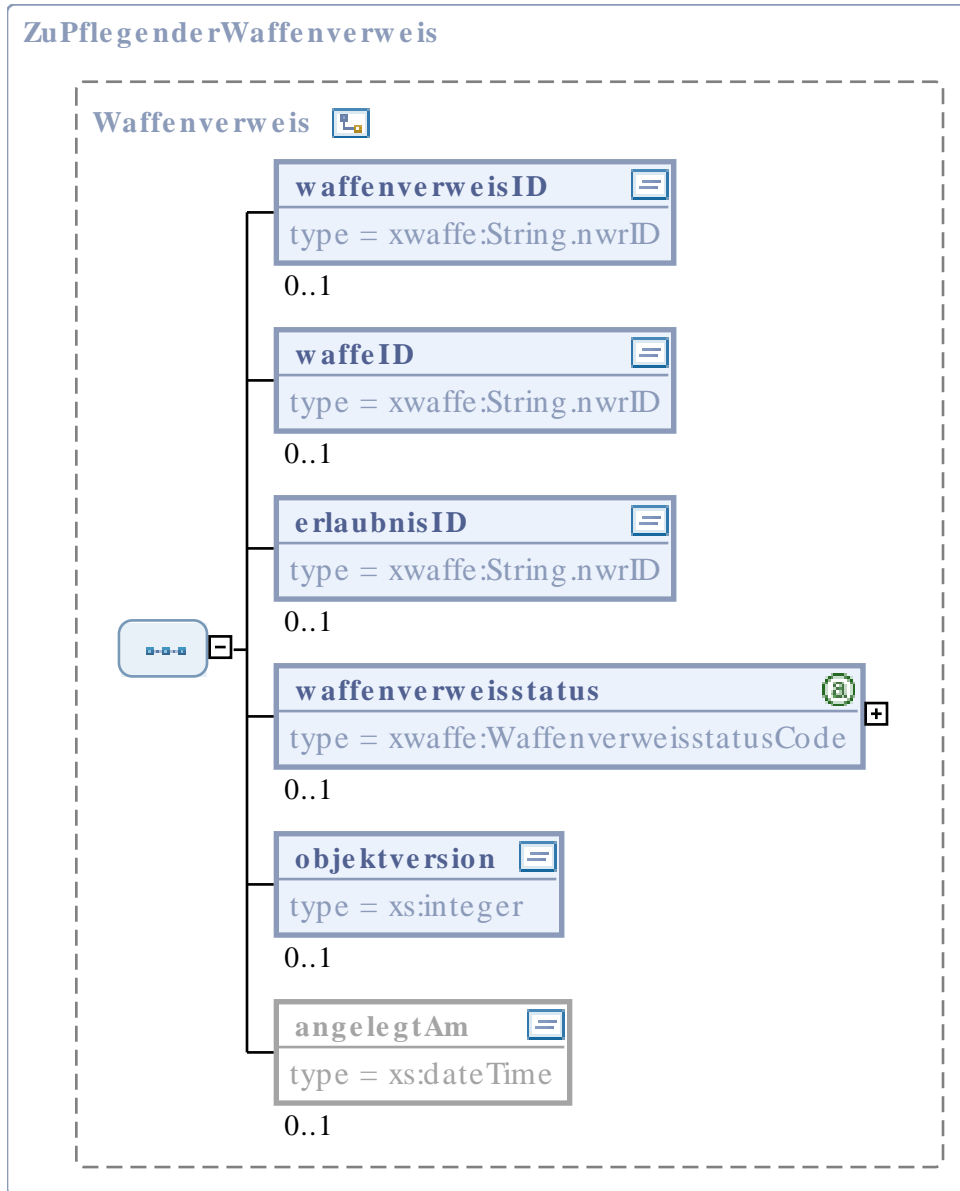 ZuPflegenderWaffenverweis
Waffenverweis
waffenverweisID
type = xwaffe:String.nwrID
0..1
waffeID
type = xwaffe:String.nwrID
0..1
erlaubnisID
type = xwaffe:String.nwrID
0..1
waffenverweisstatus
a
type = xwaffe:WaffenverweisstatusCode
0..1
objektversion
type = xs:integer
0..1
angelegtAm
type = xs:dateTime
0..1